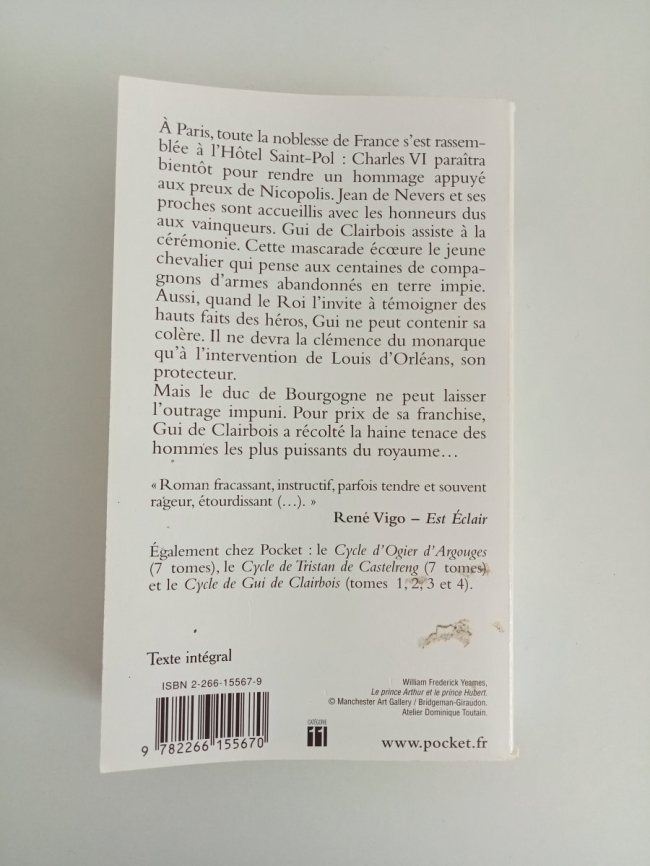 À Paris, toute la noblesse de France s'est rassem-
blée à l'Hôtel Saint-Pol : Charles VI paraîtra
bientôt pour rendre un hommage appuyé
aux preux de Nicopolis. Jean de Nevers et ses
proches sont accueillis avec les honneurs dus
aux vainqueurs. Gui de Clairbois assiste à la
cérémonie. Cette mascarade écœure le jeune
chevalier qui pense aux centaines de compa-
gnons d'armes abandonnés en terre impie.
Aussi, quand le Roi l'invite à témoigner des
hauts faits des héros, Gui ne peut contenir sa
colère. Il ne devra la clémence du monarque
qu'à l'intervention de Louis d'Orléans, son
protecteur.
Mais le duc de Bourgogne ne peut laisser
l'outrage impuni. Pour prix de sa franchise,
Gui de Clairbois a récolté la haine tenace des
hommes les plus puissants du royaume…
« Roman fracassant, instructif, parfois tendre et souvent
rageur, étourdissant (…). »
René Vigo – Est Éclair
Également chez Pocket : le Cycle d'Ogier d'Argouges
(7 tomes), le Cycle de Tristan de Castelreng (7 tomes)
et le Cycle de Gui de Clairbois (tomes 1, 2, 3 et 4).
Texte intégral
ISBN 2-266-15567-9
9 782266 155670
CATÉGORIE
William Frederick Yeames,
Le prince Arthur et le prince Hubert.
© Manchester Art Gallery / Bridgeman-Giraudon.
Atelier Dominique Toutain.
www.pocket.fr